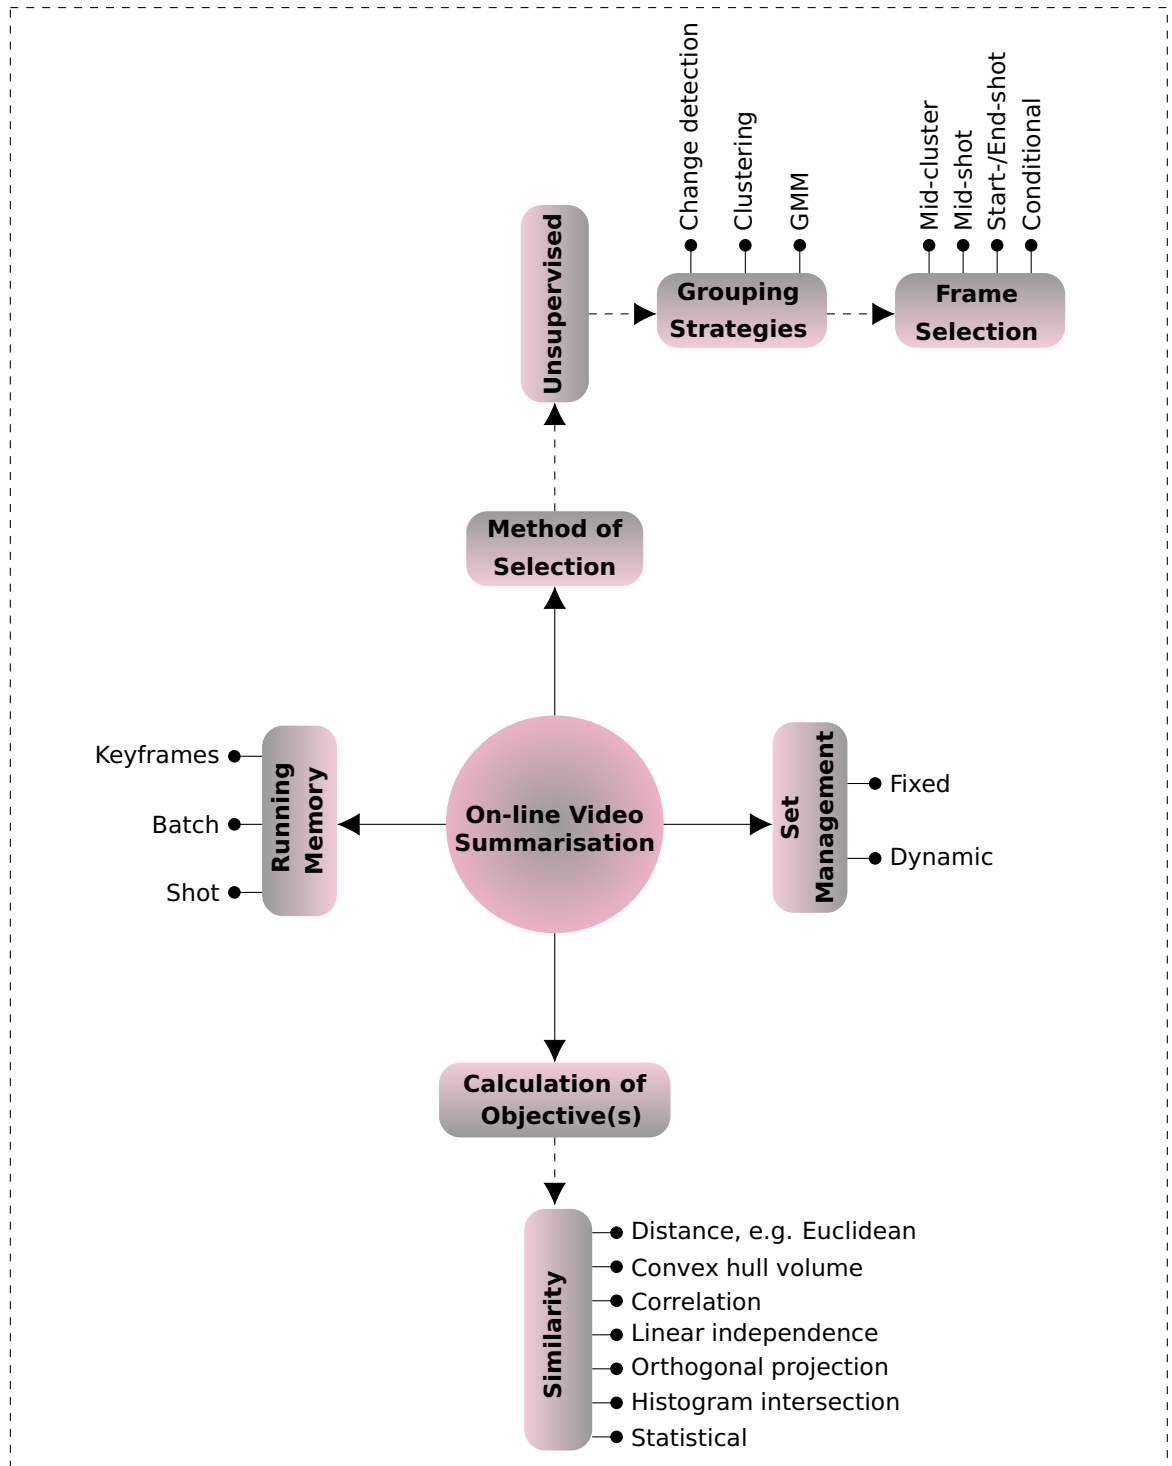 Change detection
Clustering
GMM
Mid-cluster
Mid-shot
Start-/End-shot
Conditional
Unsupervised
Grouping
Strategies
Frame
Selection
Method of
Selection
Keyframes
Batch
Shot
Running
Memory
On-line Video
Summarisation
Set
Management
Fixed
Dynamic
Calculation of
Objective(s)
Similarity
Distance, e.g. Euclidean
Convex hull volume
Correlation
Linear independence
Orthogonal projection
Histogram intersection
Statistical